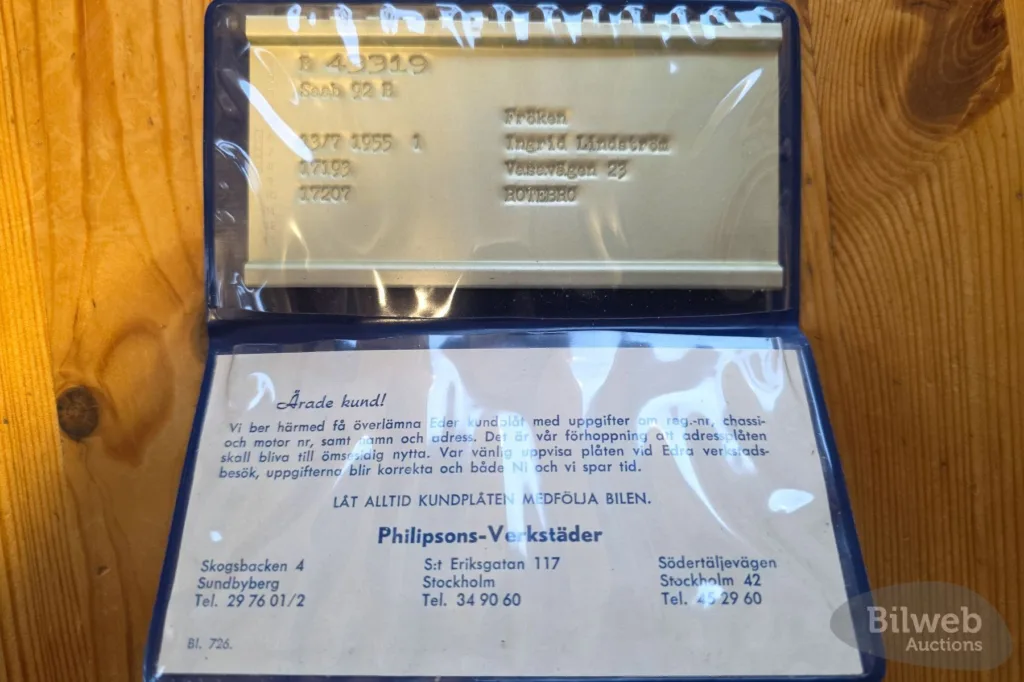 43319
Saab 92 B
Fröken
13/7 1955 1 Ingrid Lindström
17193 Vasavägen 23
17207 ROTEBRO
Ärade kund!
Vi ber härmed få överlämna Eder kundplåt med uppgifter om reg.-nr, chassi-
och motor nr, samt namn och adress. Det är vår förhoppning att adressplåten
skall bliva till ömsesidig nytta. Var vänlig uppvisa plåten vid Edra verkstads-
besök, uppgifterna blir korrekta och både Ni och vi spar tid.
LÅT ALLTID KUNDPLÅTEN MEDFÖLJA BILEN.
Philipsons-Verkstäder
Skogsbacken 4 S:t Eriksgatan 117 Södertäljevägen
Sundbyberg Stockholm Stockholm 42
Tel. 29 76 01/2 Tel. 34 90 60 Tel. 45 29 60
Bl. 726.
Bilweb
Auctions